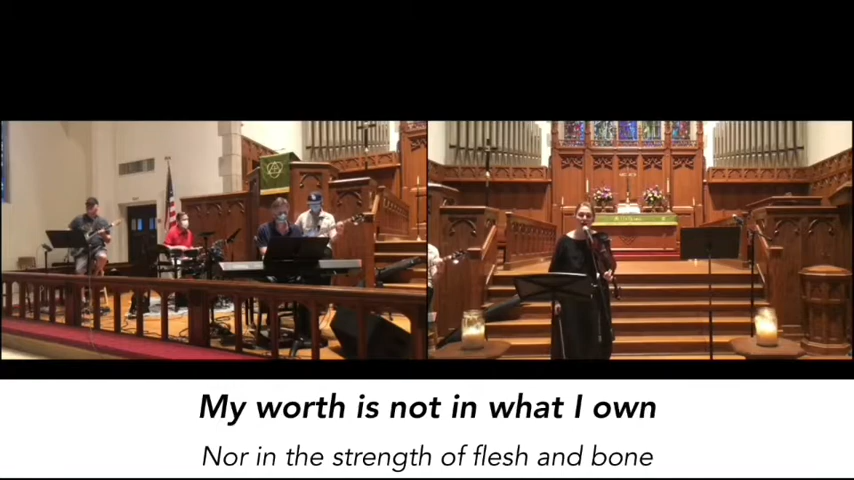 My worth is not in what I own
Nor in the strength of flesh and bone